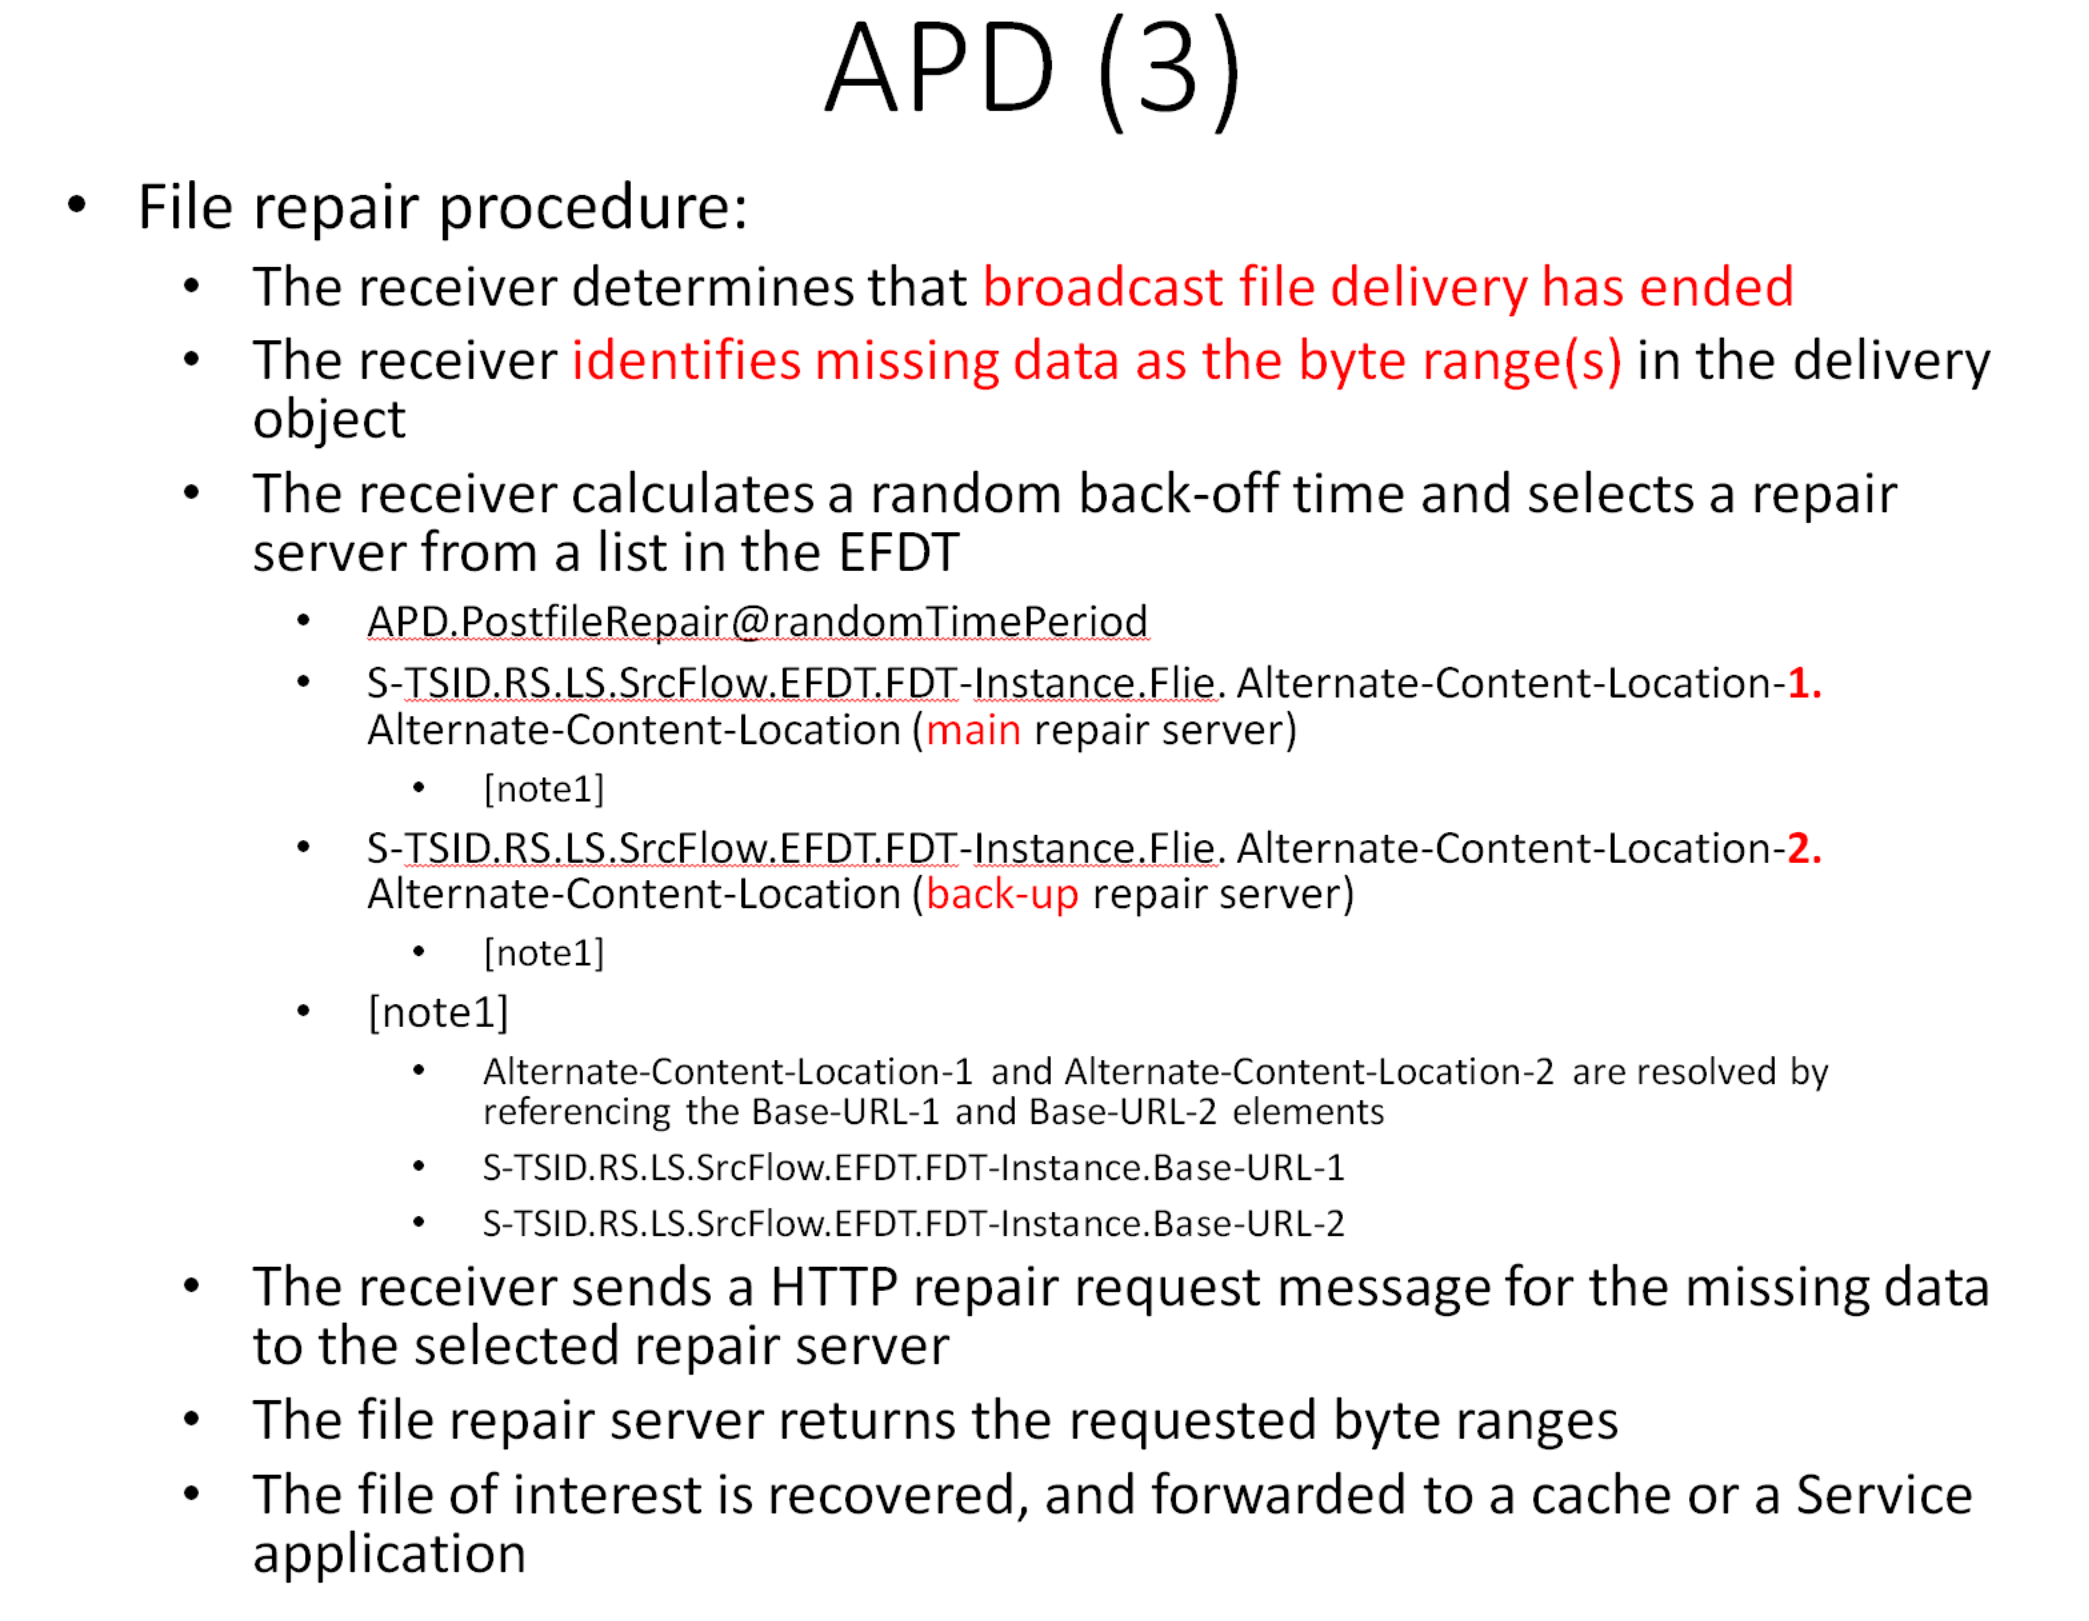 APD (3)
• File repair procedure:
• The receiver determines that broadcast file delivery has ended
• The receiver identifies missing data as the byte range(s) in the delivery
object
• The receiver calculates a random back-off time and selects a repair
server from a list in the EFDT
• APD.PostfileRepair@randomTimePeriod
• S-TSID.RS.LS.SrcFlow.EFDT.FDT-Instance.Flie. Alternate-Content-Location-1.
Alternate-Content-Location (main repair server)
• [note1]
• S-TSID.RS.LS.SrcFlow.EFDT.FDT-Instance.Flie. Alternate-Content-Location-2.
Alternate-Content-Location (back-up repair server)
• [note1]
• [note1]
• Alternate-Content-Location-1 and Alternate-Content-Location-2 are resolved by
referencing the Base-URL-1 and Base-URL-2 elements
• S-TSID.RS.LS.SrcFlow.EFDT.FDT-Instance.Base-URL-1
• S-TSID.RS.LS.SrcFlow.EFDT.FDT-Instance.Base-URL-2
• The receiver sends a HTTP repair request message for the missing data
to the selected repair server
• The file repair server returns the requested byte ranges
• The file of interest is recovered, and forwarded to a cache or a Service
application